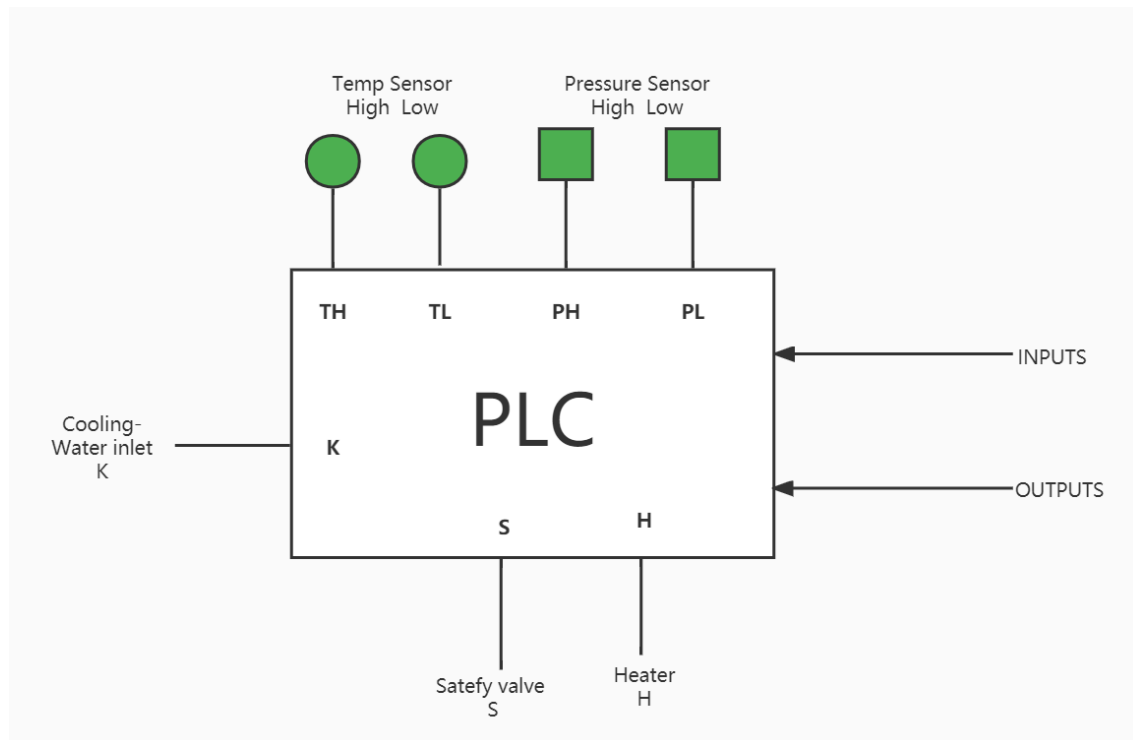 Temp Sensor
High  Low
Pressure Sensor
High  Low
TH
TL
PH
PL
INPUTS
PLC
Cooling-
Water inlet
K
K
OUTPUTS
S
H
Satefy valve
S
Heater
H